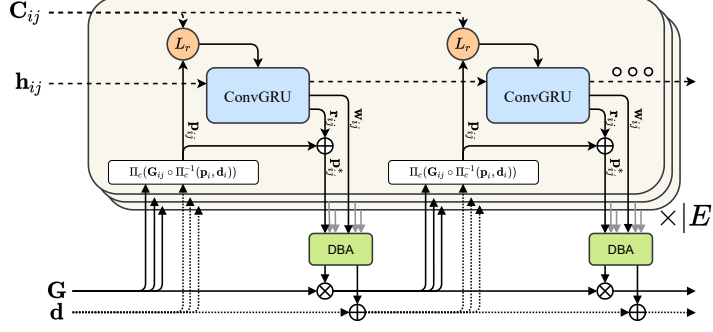 C_ij
L_r L_r
h_ij
ConvGRU ConvGRU
r_ij w_ij r_ij w_ij
p_ij p_ij
p*_ij p*_ij
Π_c(G_ij ∘ Π_c^{-1}(p_i, d_i)) Π_c(G_ij ∘ Π_c^{-1}(p_i, d_i))
× |E
DBA DBA
G
d